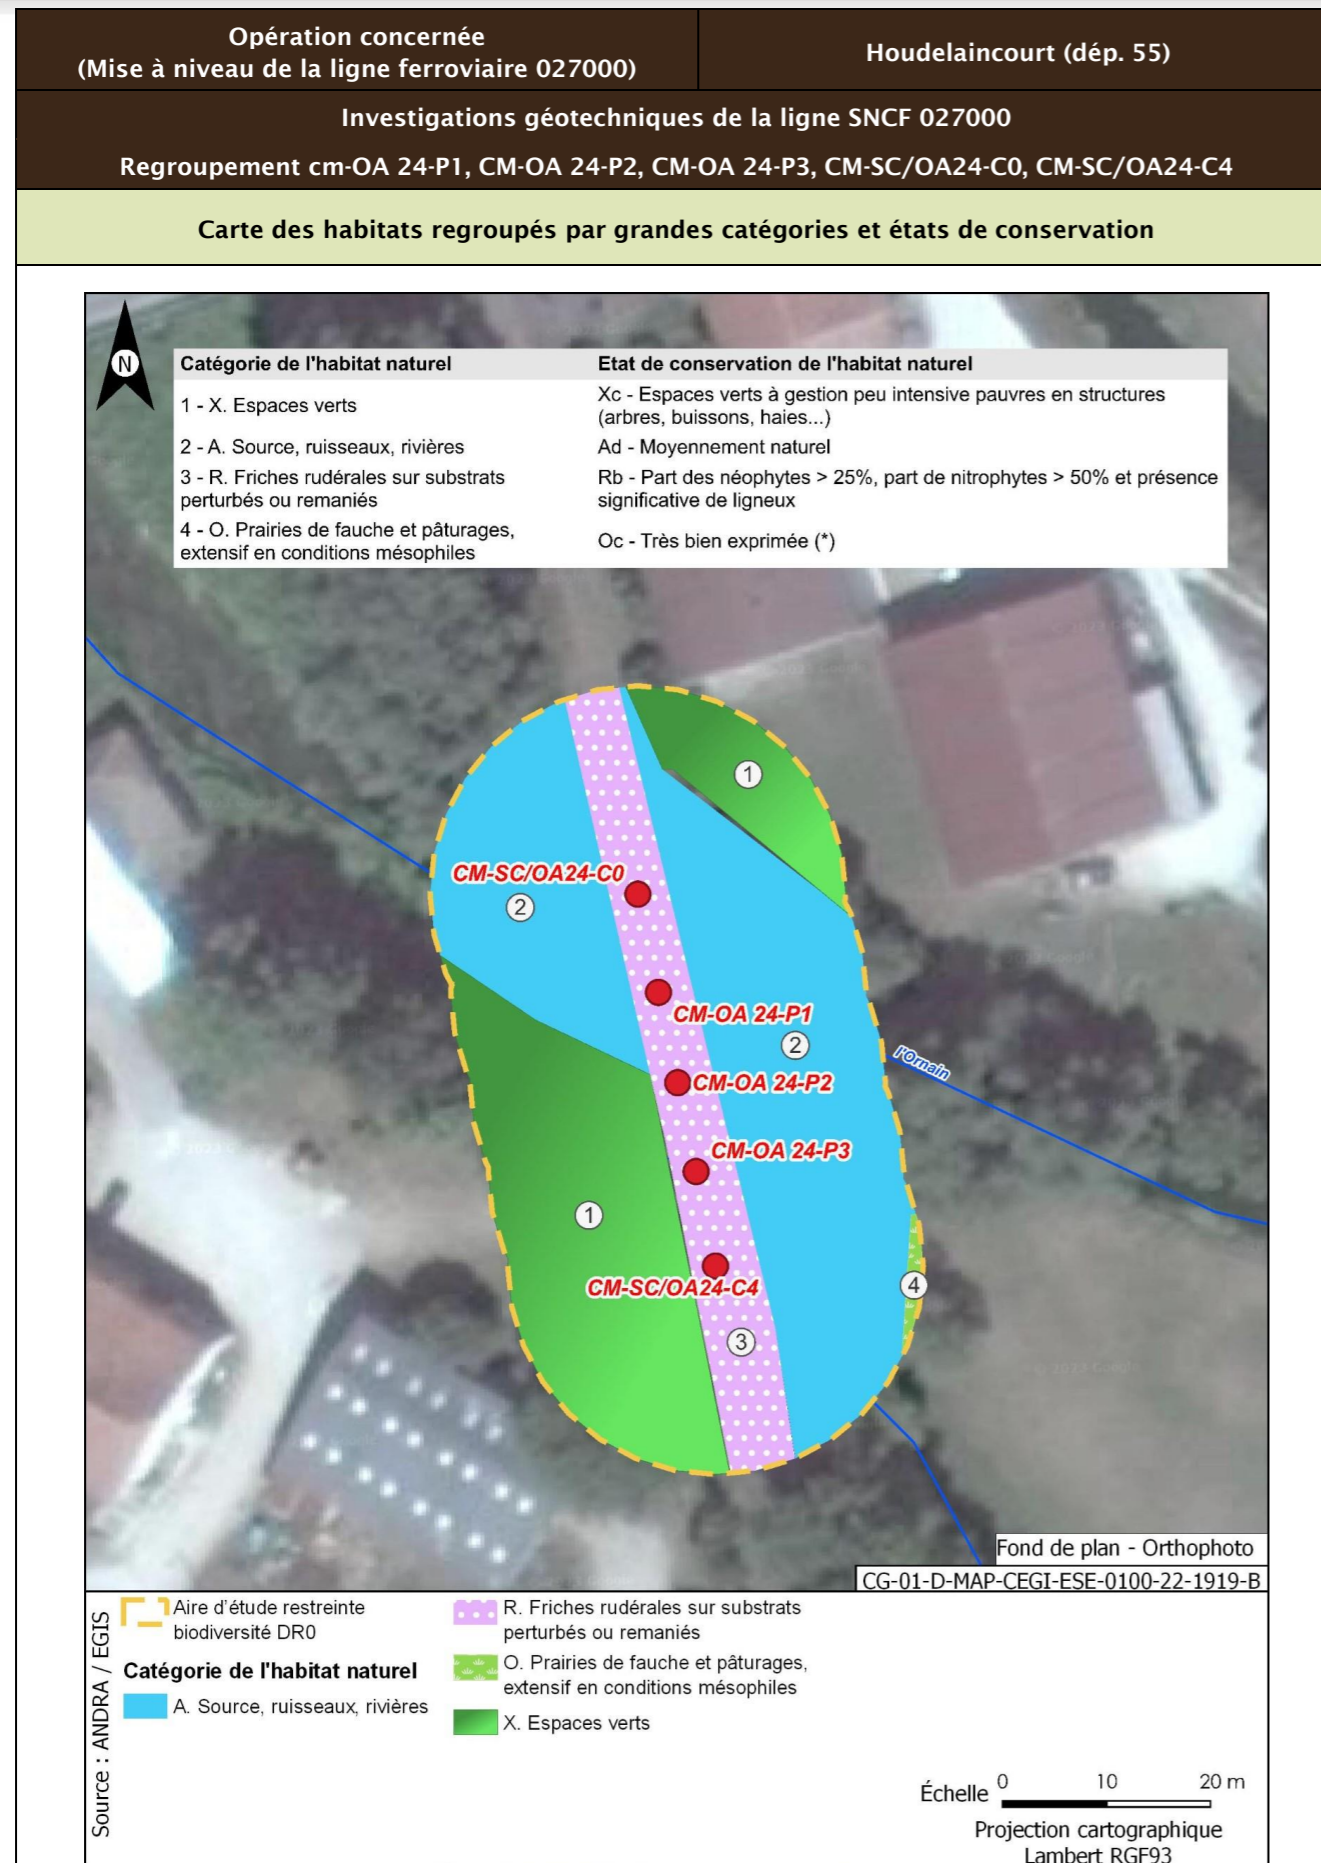 Opération concernée
(Mise à niveau de la ligne ferroviaire 027000)
Houdelaincourt (dép. 55)
Investigations géotechniques de la ligne SNCF 027000
Regroupement cm-OA 24-P1, CM-OA 24-P2, CM-OA 24-P3, CM-SC/OA24-C0, CM-SC/OA24-C4
Carte des habitats regroupés par grandes catégories et états de conservation
N
Catégorie de l'habitat naturel
Etat de conservation de l'habitat naturel
1 - X. Espaces verts
Xc - Espaces verts à gestion peu intensive pauvres en structures
(arbres, buissons, haies...)
2 - A. Source, ruisseaux, rivières
Ad - Moyennement naturel
3 - R. Friches rudérales sur substrats
perturbés ou remaniés
Rb - Part des néophytes > 25%, part de nitrophytes > 50% et présence
significative de ligneux
4 - O. Prairies de fauche et pâturages,
extensif en conditions mésophiles
Oc - Très bien exprimée (*)
1
CM-SC/OA24-C0
2
CM-OA 24-P1
2
l'Ornain
CM-OA 24-P2
CM-OA 24-P3
1
CM-SC/OA24-C4
4
3
Fond de plan - Orthophoto
CG-01-D-MAP-CEGI-ESE-0100-22-1919-B
Source : ANDRA / EGIS
Aire d'étude restreinte
biodiversité DR0
Catégorie de l'habitat naturel
A. Source, ruisseaux, rivières
R. Friches rudérales sur substrats
perturbés ou remaniés
O. Prairies de fauche et pâturages,
extensif en conditions mésophiles
X. Espaces verts
Échelle 0 10 20 m
Projection cartographique
Lambert RGF93